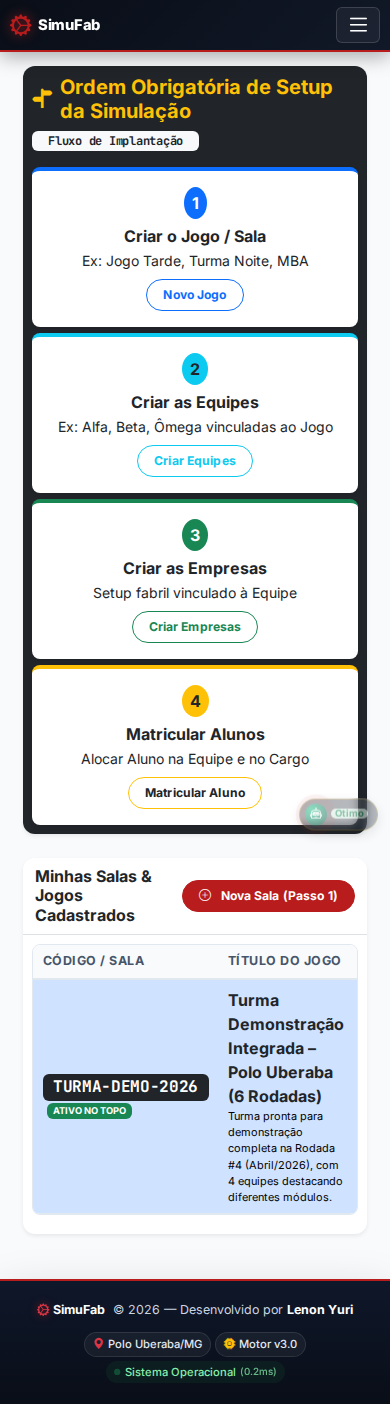 SimuFab
Ordem Obrigatória de Setup
da Simulação
Fluxo de Implantação
1
Criar o Jogo / Sala
Ex: Jogo Tarde, Turma Noite, MBA
Novo Jogo
2
Criar as Equipes
Ex: Alfa, Beta, Ômega vinculadas ao Jogo
Criar Equipes
3
Criar as Empresas
Setup fabril vinculado à Equipe
Criar Empresas
4
Matricular Alunos
Alocar Aluno na Equipe e no Cargo
Matricular Aluno
Ótimo
Minhas Salas &
Jogos
Cadastrados
Nova Sala (Passo 1)
CÓDIGO / SALA
TÍTULO DO JOGO
TURMA-DEMO-2026
ATIVO NO TOPO
Turma
Demonstração
Integrada –
Polo Uberaba
(6 Rodadas)
Turma pronta para
demonstração
completa na Rodada
#4 (Abril/2026), com
4 equipes destacando
diferentes módulos.
SimuFab © 2026 — Desenvolvido por Lenon Yuri
Polo Uberaba/MG
Motor v3.0
Sistema Operacional (0.2ms)